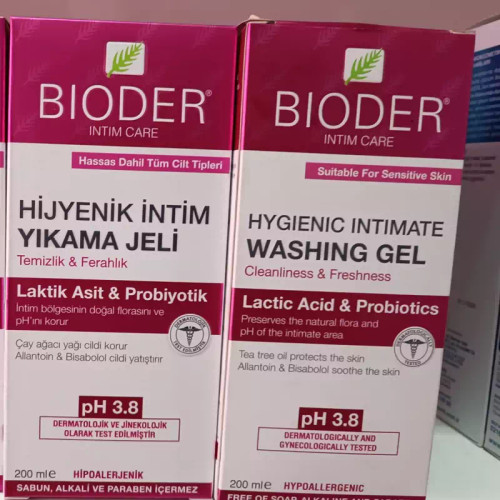 BIODER®
INTIM CARE
Hassas Dahil Tüm Cilt Tipleri
HİJYENİK İNTİM
YIKAMA JELİ
Temizlik & Ferahlık
Laktik Asit & Probiyotik
İntim bölgesinin doğal florasını ve
pH'ını korur
Çay ağacı yağı cildi korur
Allantoin & Bisabolol cildi yatıştırır
pH 3.8
DERMATOLOJİK VE JİNEKOLOJİK
OLARAK TEST EDİLMİŞTİR
200 ml e
HİPOALERJENİK
SABUN, ALKALİ VE PARABEN İÇERMEZ
BIODER®
INTIM CARE
Suitable For Sensitive Skin
HYGIENIC INTIMATE
WASHING GEL
Cleanliness & Freshness
Lactic Acid & Probiotics
Preserves the natural flora and
pH of the intimate area
Tea tree oil protects the skin
Allantoin & Bisabolol soothe the skin
pH 3.8
DERMATOLOGICALLY AND
GYNECOLOGICALLY TESTED
200 ml e
HYPOALLERGENIC
FREE OF SOAP, ALKALINE AND